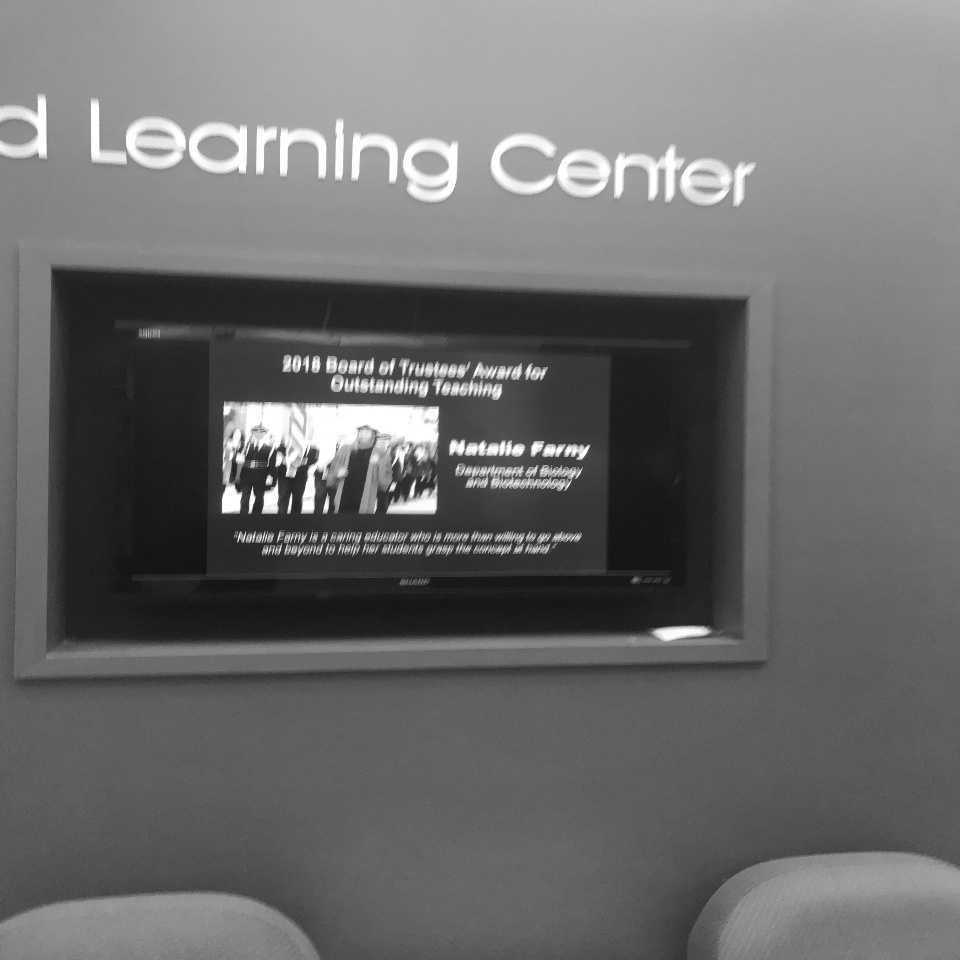 d Learning Center
2018 Board of Trustees' Award for
Outstanding Teaching
Natalie Farny
Department of Biology
and Biotechnology
"Natalie Farny is a caring educator who is more than willing to go above
and beyond to help her students grasp the concept at hand."
SHARP